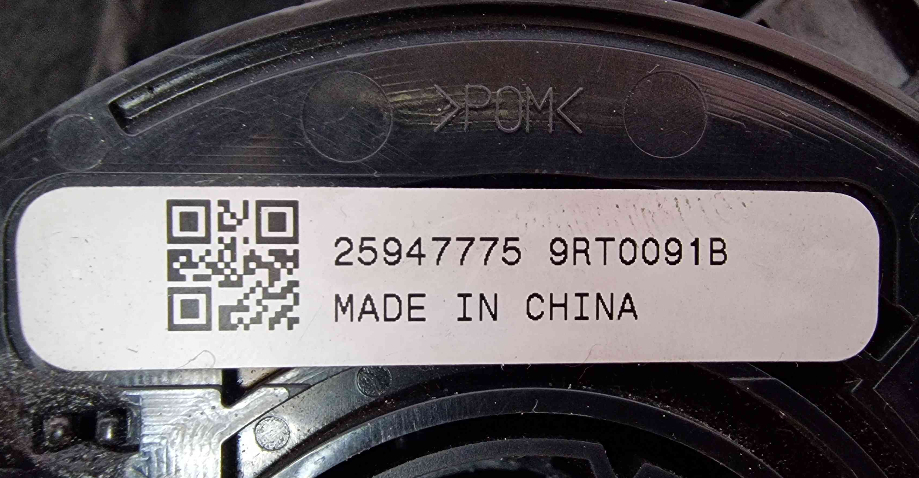 >POM<
25947775 9RT0091B
MADE IN CHINA